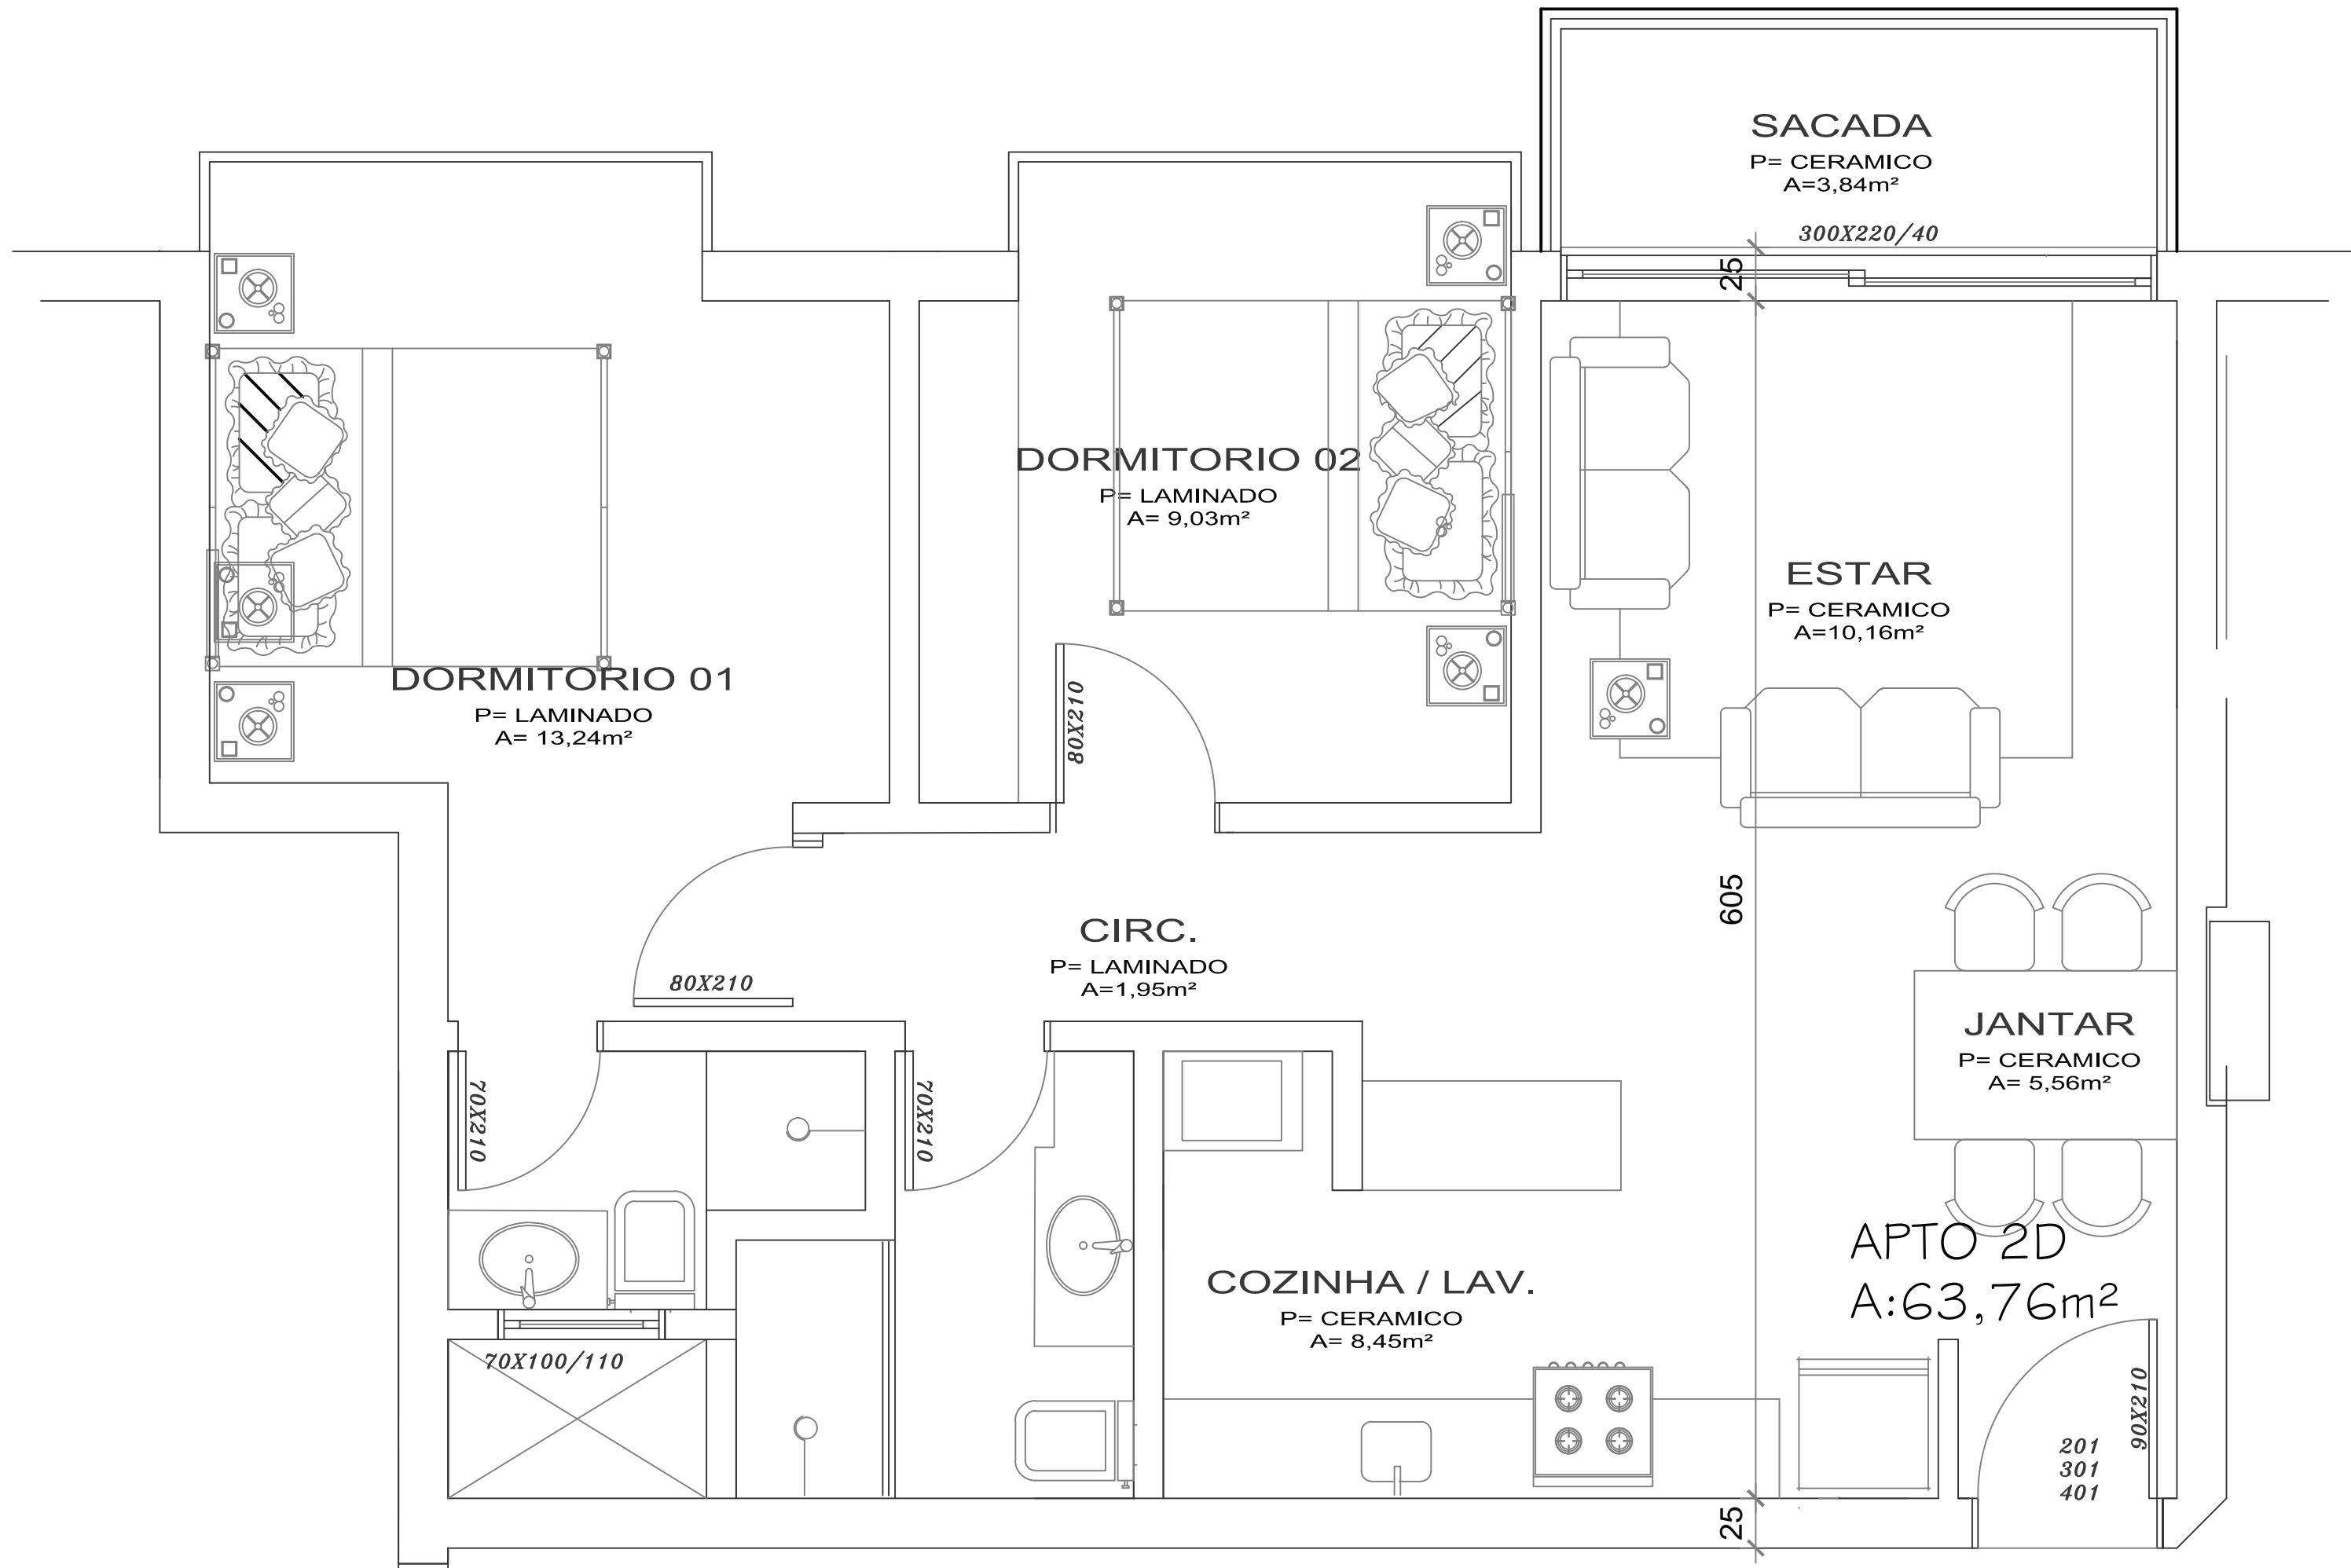 SACADA
P= CERAMICO
A=3,84m²
300X220/40
25
DORMITORIO 02
P= LAMINADO
A= 9,03m²
ESTAR
P= CERAMICO
A=10,16m²
DORMITORIO 01
P= LAMINADO
A= 13,24m²
80X210
605
CIRC.
P= LAMINADO
A=1,95m²
80X210
JANTAR
P= CERAMICO
A= 5,56m²
70X210
70X210
APTO 2D
A:63,76m²
COZINHA / LAV.
P= CERAMICO
A= 8,45m²
70X100/110
90X210
201
301
401
25